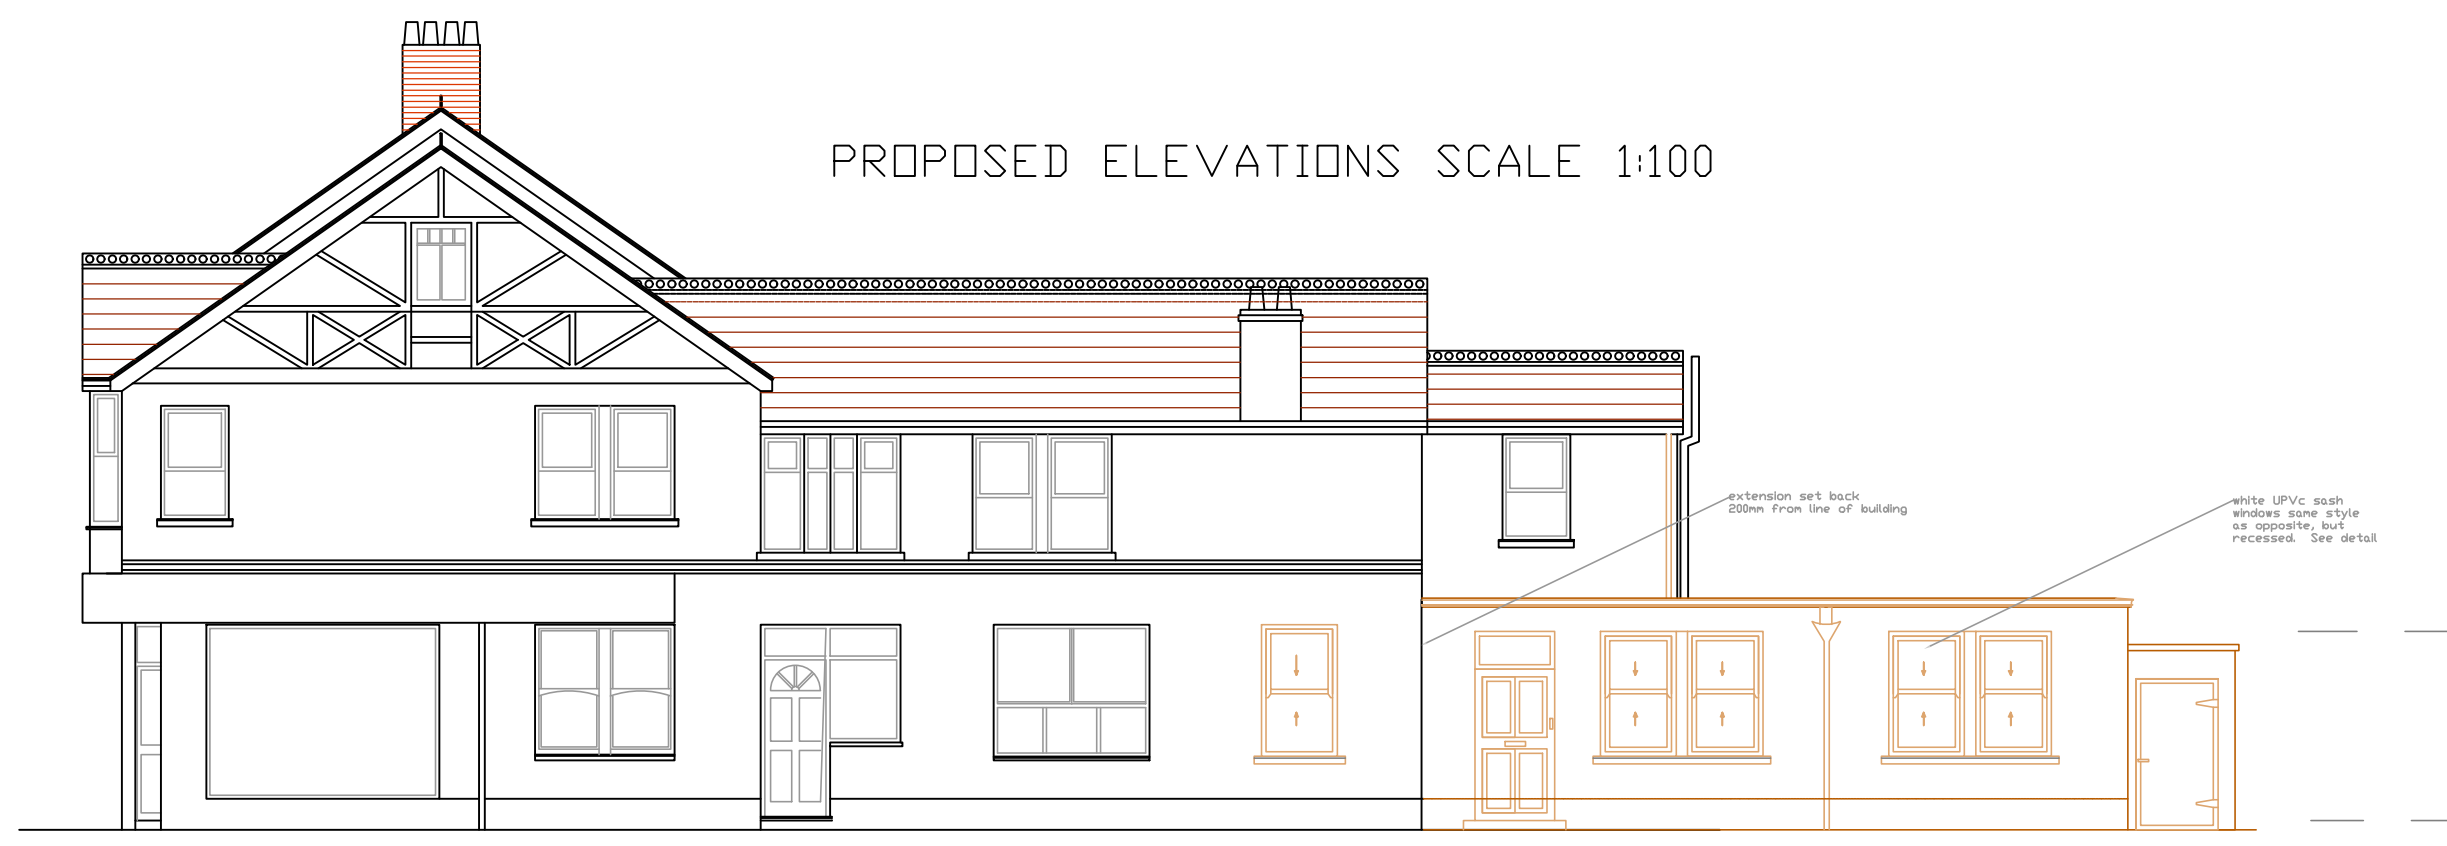 PROPOSED ELEVATIONS SCALE 1:100
extension set back
200mm from line of building
white UPVc sash
windows same style
as opposite, but
recessed. See detail